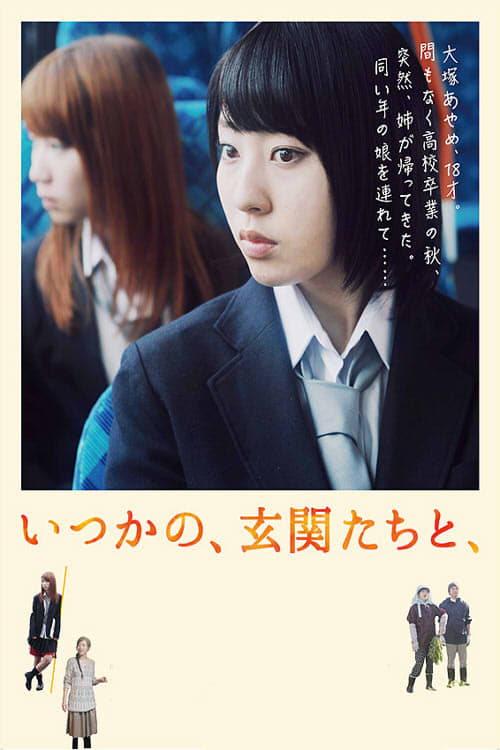 大塚あやめ、18才。
間もなく高校卒業の秋、
突然、姉が帰ってきた。
同い年の娘を連れて……
いつかの、玄関たちと、